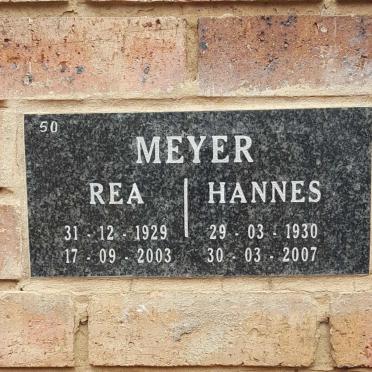 50
MEYER
REA | HANNES
31 - 12 - 1929 29 - 03 - 1930
17 - 09 - 2003 30 - 03 - 2007